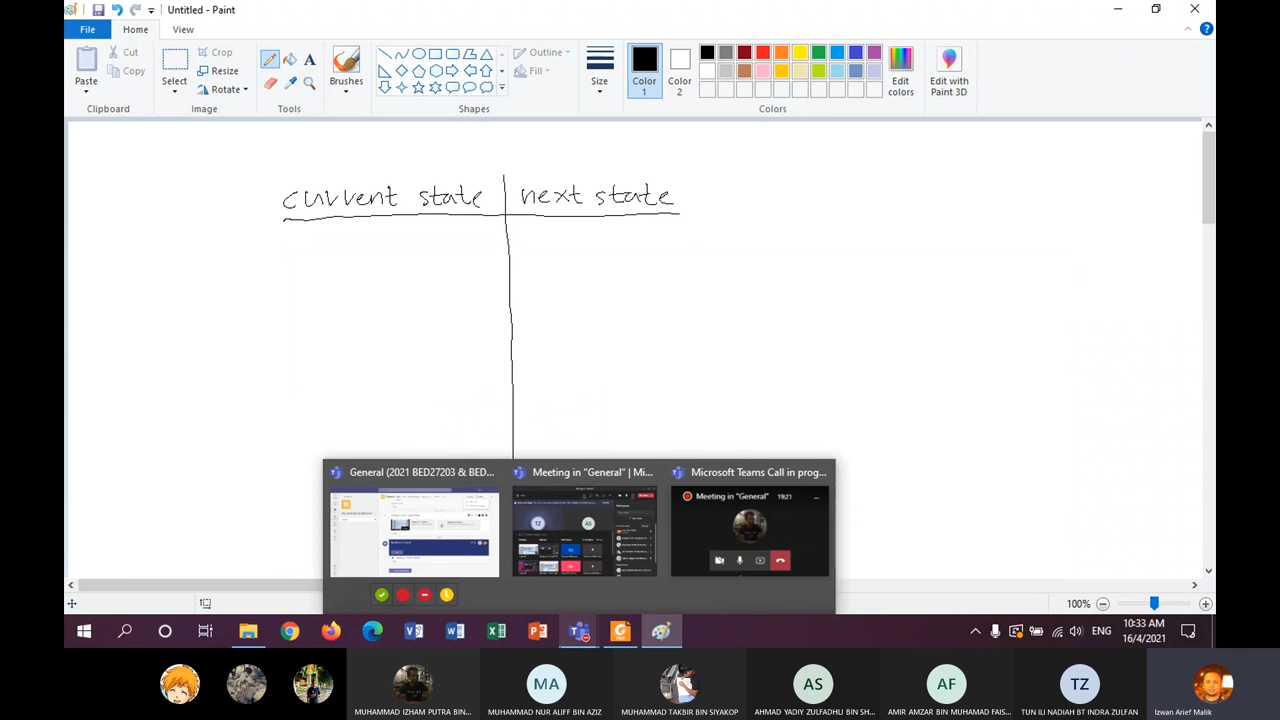 Untitled - Paint
File Home View
Paste
Cut
Copy
Clipboard
Select
Crop
Resize
Rotate
Image
A
Tools
Brushes
Outline
Fill
Shapes
Size
Color 1
Color 2
Edit colors
Colors
Edit with Paint 3D
current state next state
General (2021 BED27203 & BED...
Meeting in "General" | Mi...
Microsoft Teams Call in prog...
TZ
AS
Meeting in "General" 19:21
100%
ENG
10:33 AM
16/4/2021
MA
AS
AF
TZ
MUHAMMAD IZHAM PUTRA BIN...
MUHAMMAD NUR ALIFF BIN AZIZ
MUHAMMAD TAKBIR BIN SIYAKOP
AHMAD YADIY ZULFADHLI BIN SH...
AMIR AMZAR BIN MUHAMAD FAIS...
TUN ILI NADIAH BT INDRA ZULFAN
Izwan Arief Malik